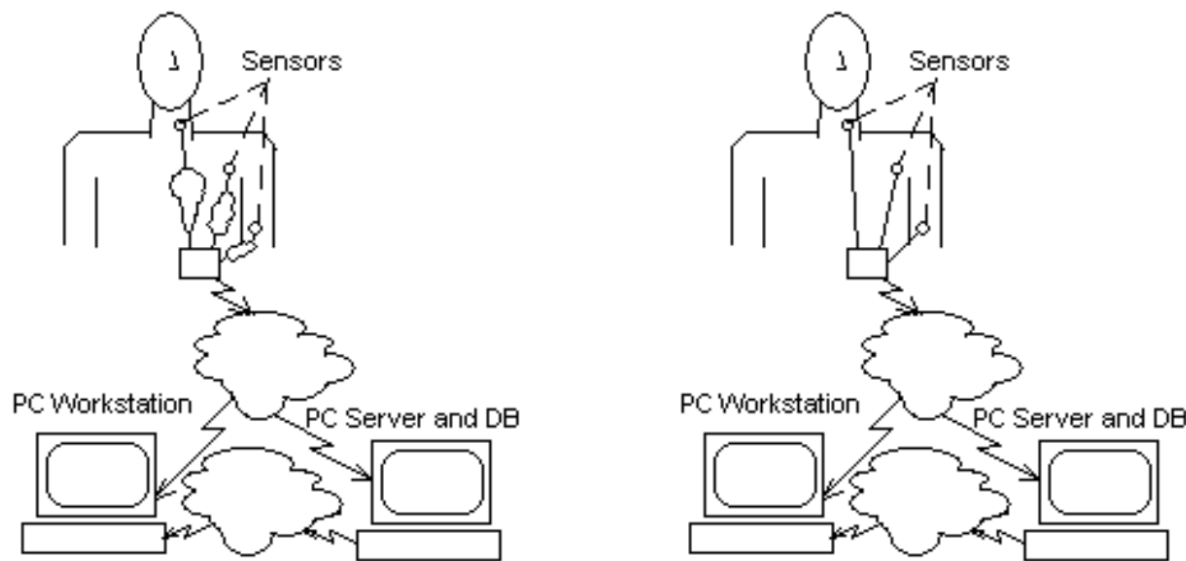 Sensors
Sensors
PC Workstation
PC Server and DB
PC Workstation
PC Server and DB